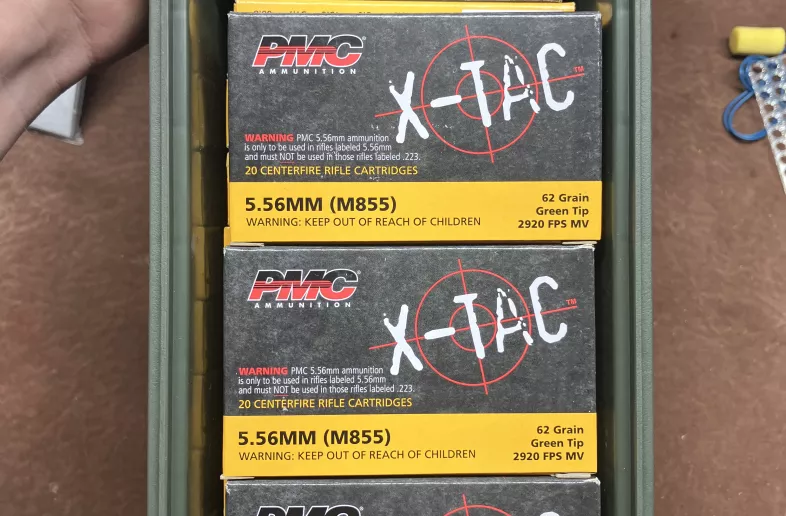 PMC
AMMUNITION
X-TAC™
WARNING PMC 5.56mm ammunition
is only to be used in rifles labeled 5.56mm
and must NOT be used in those rifles labeled .223.
20 CENTERFIRE RIFLE CARTRIDGES
5.56MM (M855)
WARNING: KEEP OUT OF REACH OF CHILDREN
62 Grain
Green Tip
2920 FPS MV
PMC
AMMUNITION
X-TAC™
WARNING PMC 5.56mm ammunition
is only to be used in rifles labeled 5.56mm
and must NOT be used in those rifles labeled .223.
20 CENTERFIRE RIFLE CARTRIDGES
5.56MM (M855)
WARNING: KEEP OUT OF REACH OF CHILDREN
62 Grain
Green Tip
2920 FPS MV
PMC